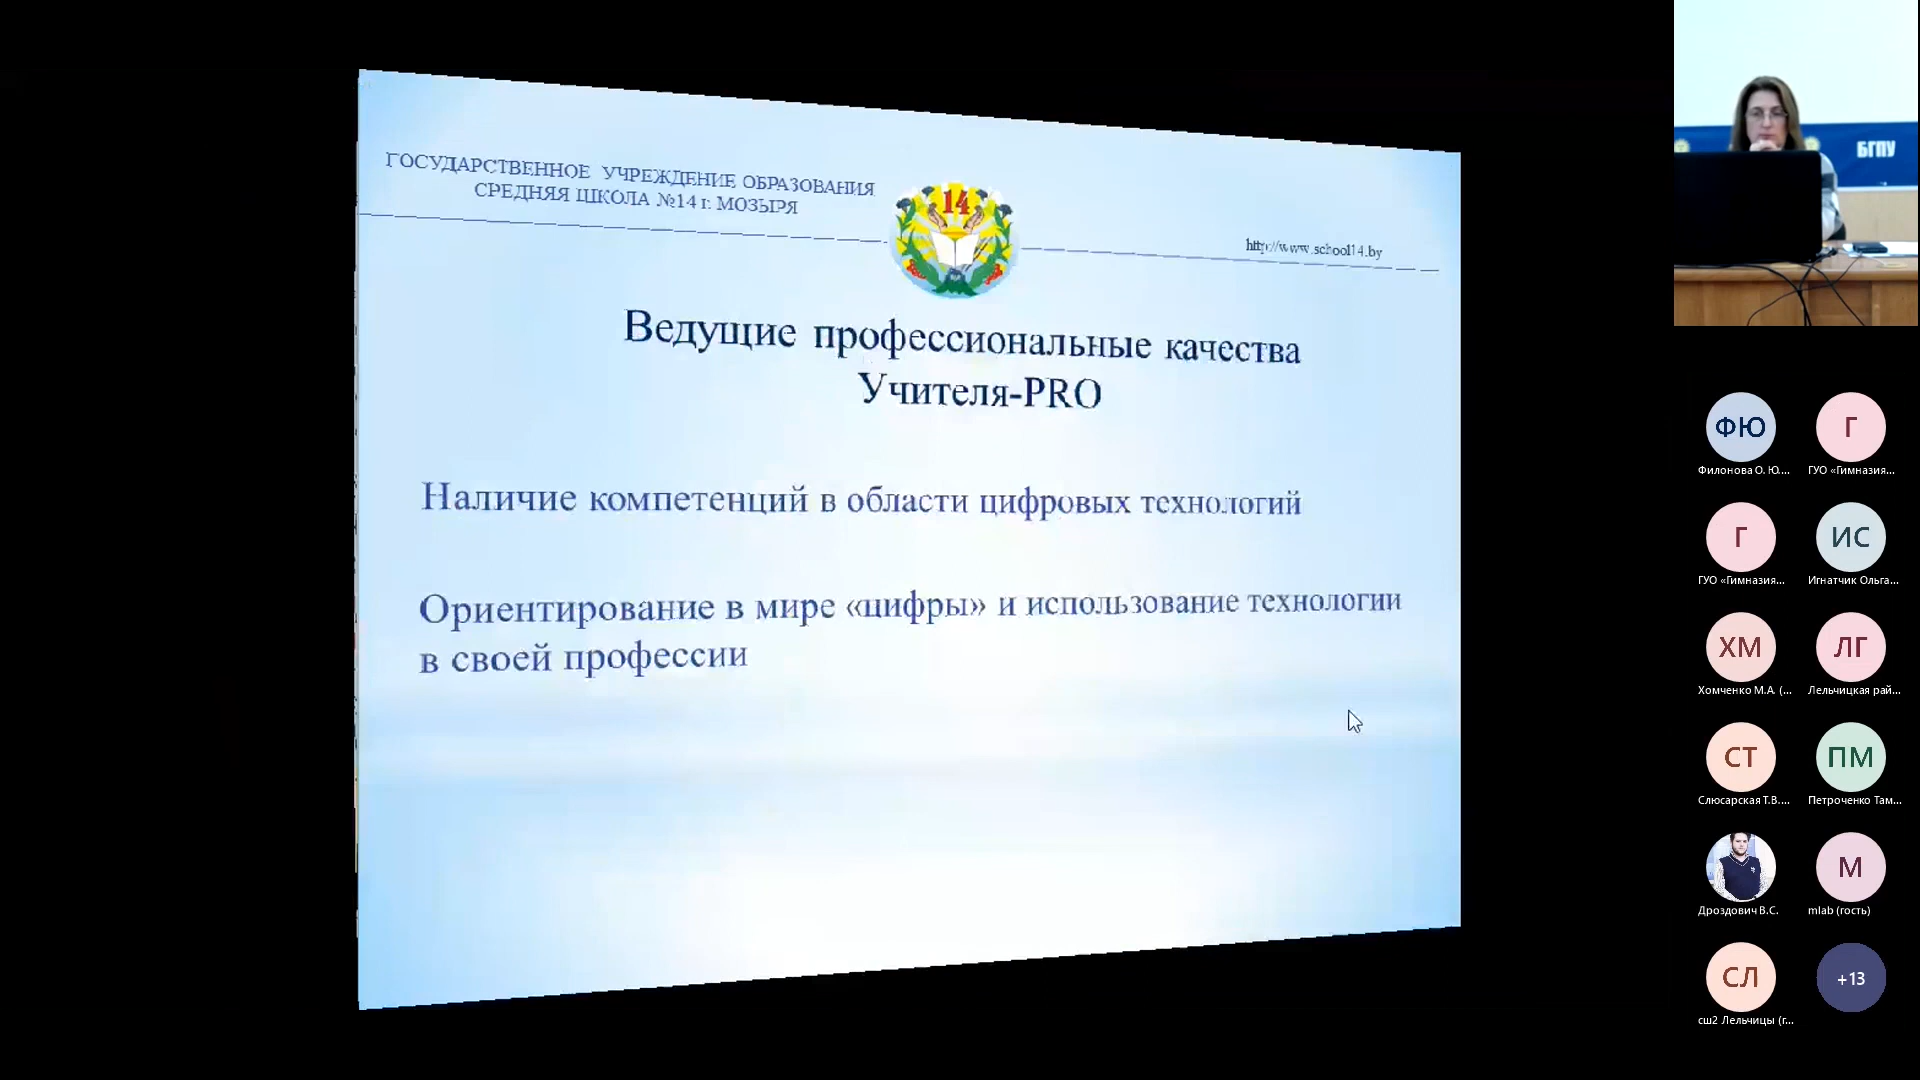 ГОСУДАРСТВЕННОЕ УЧРЕЖДЕНИЕ ОБРАЗОВАНИЯ
СРЕДНЯЯ ШКОЛА №14 г. МОЗЫРЯ
14
http://www.school14.by
Ведущие профессиональные качества
Учителя-PRO
Наличие компетенций в области цифровых технологий
Ориентирование в мире «цифры» и использование технологии
в своей профессии
БГПУ
ФЮ
Филонова О. Ю....
Г
ГУО «Гимназия...
Г
ГУО «Гимназия...
ИС
Игнатчик Ольга...
ХМ
Хомченко М.А. (...
ЛГ
Лельчицкая рай...
СТ
Слюсарская Т.В....
ПМ
Петроченко Там...
Дроздович В.С.
М
mlab (гость)
СЛ
сш2 Лельчицы (г...
+13